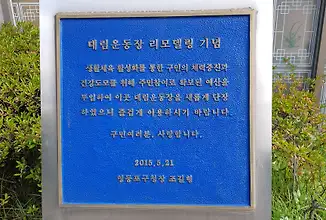 대림운동장 리모델링 기념
생활체육 활성화를 통한 구민의 체력증진과
건강도모를 위해 주민참여로 확보된 예산을
투입하여 이곳 대림운동장을 새롭게 단장
하였으니 즐겁게 이용하시기 바랍니다.
구민여러분, 사랑합니다.
2015.5.21
영등포구청장 조길형